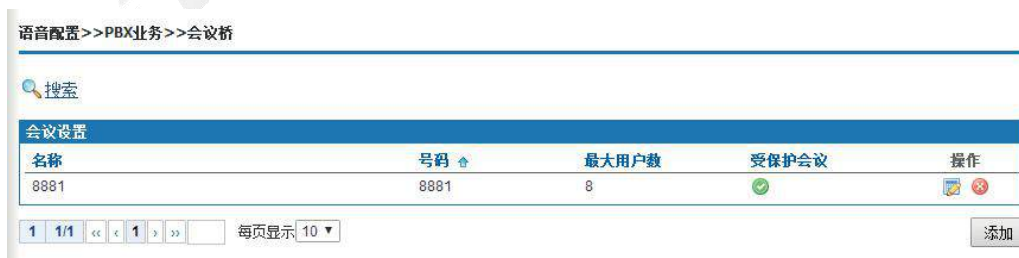 语音配置>>PBX业务>>会议桥
搜索
会议设置
名称 号码 最大用户数 受保护会议 操作
8881 8881 8
1 1/1 « ‹ 1 › » 每页显示 10 添加